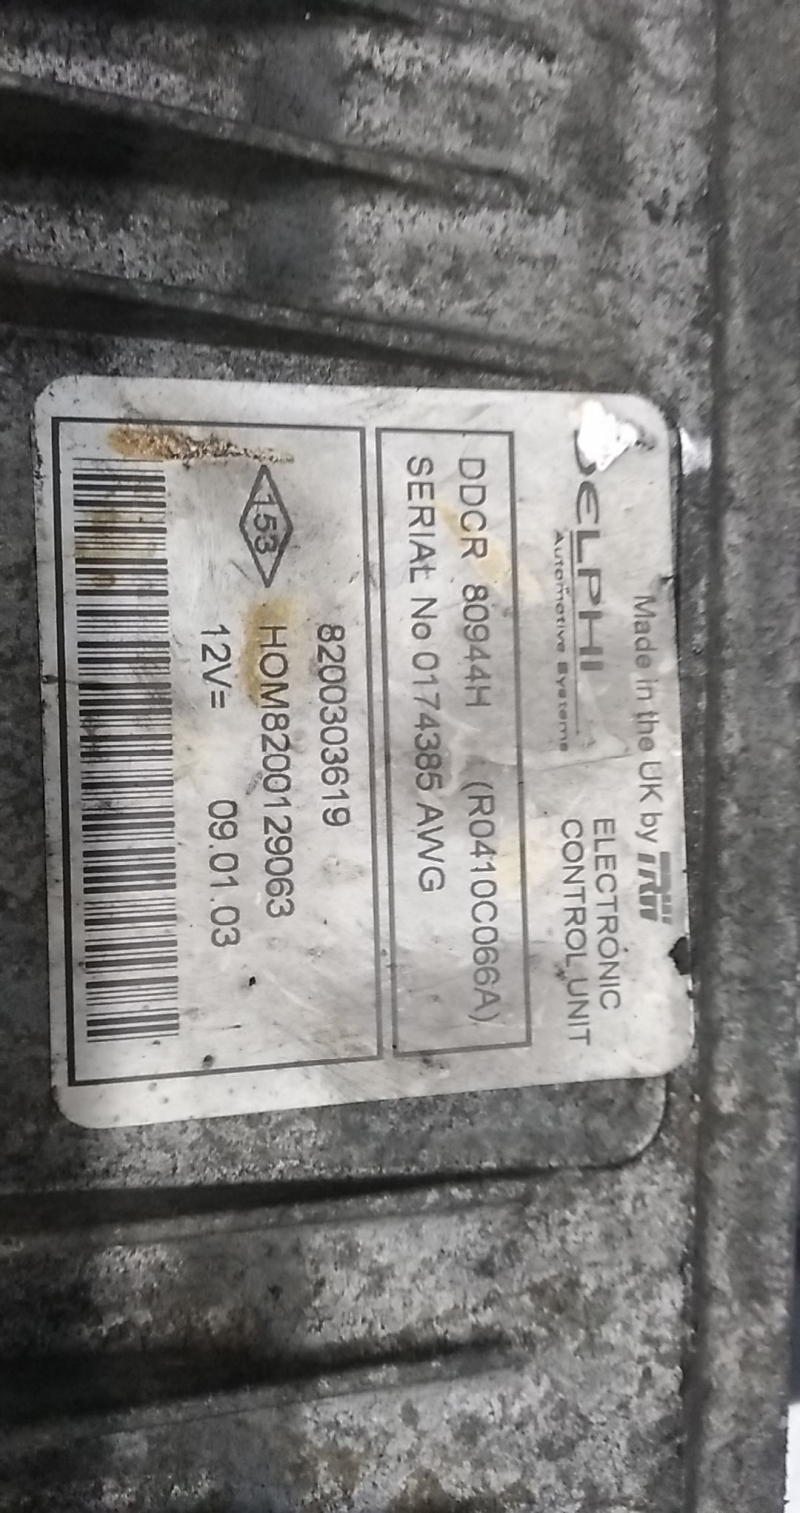 Made in the UK by TRW
DELPHI
Automotive Systems
ELECTRONIC
CONTROL UNIT
DDCR 80944H (R0410C066A)
SERIAL No 0174385 AWG
8200303619
153 HOM8200129063
12V= 09.01.03